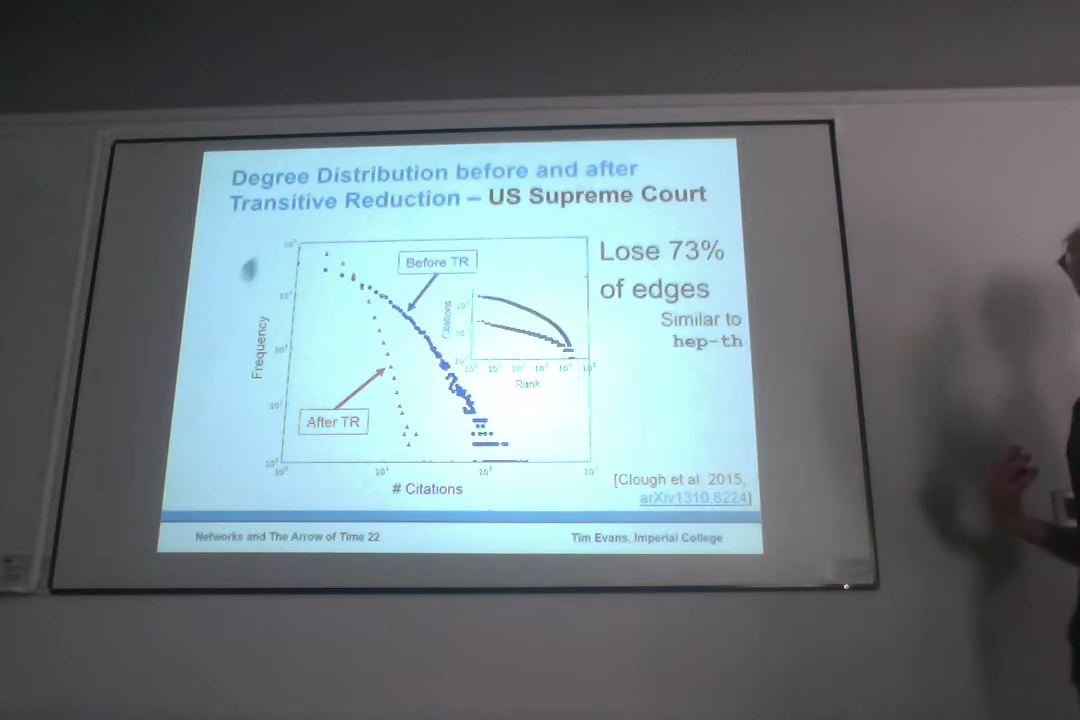 Degree Distribution before and after
Transitive Reduction – US Supreme Court
Lose 73%
of edges
Similar to
hep-th
Before TR
After TR
Frequency
# Citations
Citations
Rank
[Clough et al. 2015,
arXiv1310.8224]
Networks and The Arrow of Time 22
Tim Evans, Imperial College